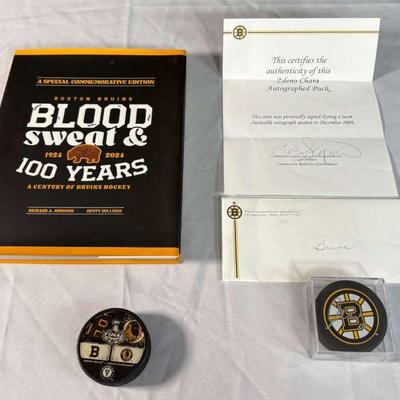 A SPECIAL COMMEMORATIVE EDITION
BOSTON BRUINS
BLOOD
sweat &
1924 2024
100 YEARS
A CENTURY OF BRUINS HOCKEY
RICHARD A. JOHNSON RUSTY SULLIVAN
B
This certifies the
authenticity of this
Zdeno Chara
Autographed Puck
This item was personally signed during a team
charitable autograph session in December 2009.
Community Relations Coordinator
B
B
FINAL
B